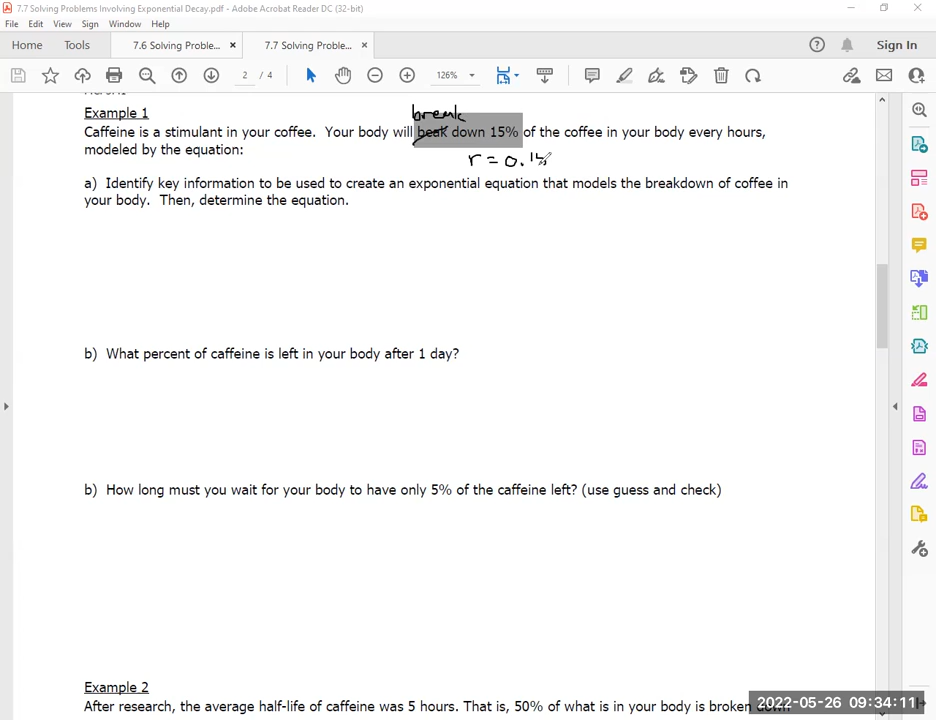 7.7 Solving Problems Involving Exponential Decay.pdf - Adobe Acrobat Reader DC (32-bit)
File Edit View Sign Window Help
Home Tools 7.6 Solving Proble... × 7.7 Solving Proble... × Sign In
2 / 4 126%
Example 1
break
Caffeine is a stimulant in your coffee. Your body will beak down 15% of the coffee in your body every hours,
modeled by the equation:
r = 0.15
a) Identify key information to be used to create an exponential equation that models the breakdown of coffee in
your body. Then, determine the equation.
b) What percent of caffeine is left in your body after 1 day?
b) How long must you wait for your body to have only 5% of the caffeine left? (use guess and check)
Example 2
After research, the average half-life of caffeine was 5 hours. That is, 50% of what is in your body is broken down
2022-05-26 09:34:11